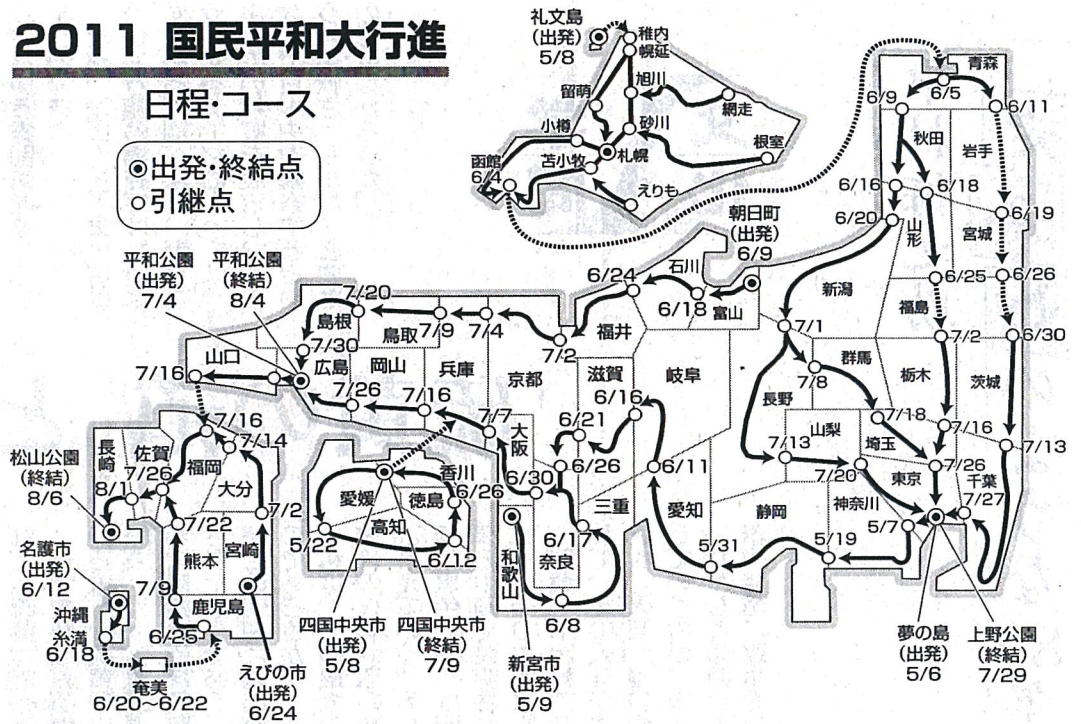 2011 国民平和大行進
日程・コース
◎出発・終結点
○引継点
礼文島
(出発)
5/8
稚内
幌延
旭川
留萌
網走
小樽
砂川
札幌
根室
函館
6/4
苫小牧
えりも
青森
6/5
6/9
6/11
秋田
岩手
6/16
6/18
6/19
6/20
山形
宮城
朝日町
(出発)
6/9
石川
6/24
6/18
富山
新潟
6/25
6/26
福島
平和公園
(出発)
7/4
平和公園
(終結)
8/4
7/20
島根
鳥取
7/9
7/4
福井
7/2
7/1
7/2
6/30
7/30
山口
広島
岡山
兵庫
京都
滋賀
岐阜
群馬
栃木
茨城
7/8
長野
7/16
7/26
7/16
7/7
大阪
6/16
6/21
7/18
7/16
山梨
埼玉
7/13
7/13
7/20
7/16
7/14
福岡
佐賀
長崎
7/26
大分
松山公園
(終結)
8/6
8/1
香川
愛媛
徳島
6/26
高知
5/22
6/12
6/30
6/26
6/11
三重
愛知
静岡
東京
7/26
千葉
7/27
神奈川
5/7
7/22
7/2
熊本
宮崎
名護市
(出発)
6/12
7/9
沖縄
糸満
6/18
鹿児島
6/25
奄美
6/20～6/22
えびの市
(出発)
6/24
四国中央市
(出発)
5/8
四国中央市
(終結)
7/9
和歌山
奈良
6/17
6/8
新宮市
(出発)
5/9
5/31
5/19
夢の島
(出発)
5/6
上野公園
(終結)
7/29